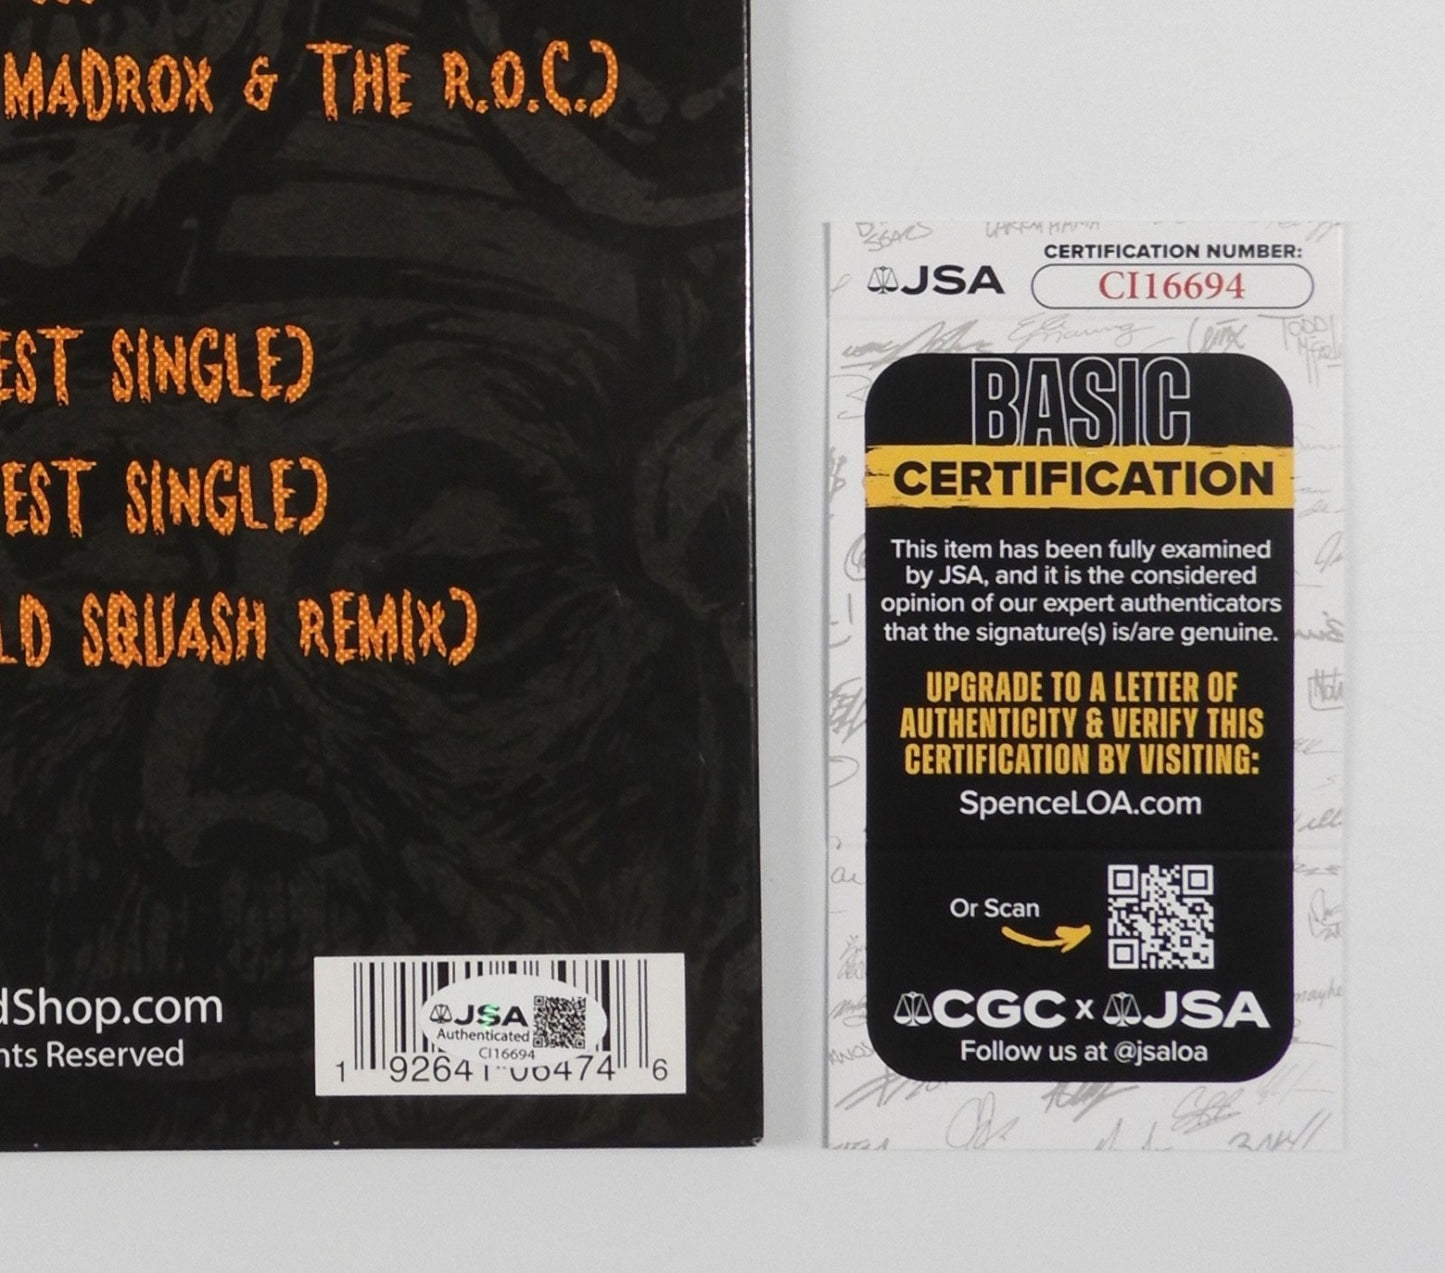 MADROX & THE R.O.C.)
EST SINGLE)
EST SINGLE)
LD SQUASH REMIX)
dShop.com
nts Reserved
JSA
Authenticated
CI16694
1 92641 06474 6
CERTIFICATION NUMBER:
JSA
CI16694
BASIC
CERTIFICATION
This item has been fully examined
by JSA, and it is the considered
opinion of our expert authenticators
that the signature(s) is/are genuine.
UPGRADE TO A LETTER OF
AUTHENTICITY & VERIFY THIS
CERTIFICATION BY VISITING:
SpenceLOA.com
Or Scan
CGC x JSA
Follow us at @jsaloa